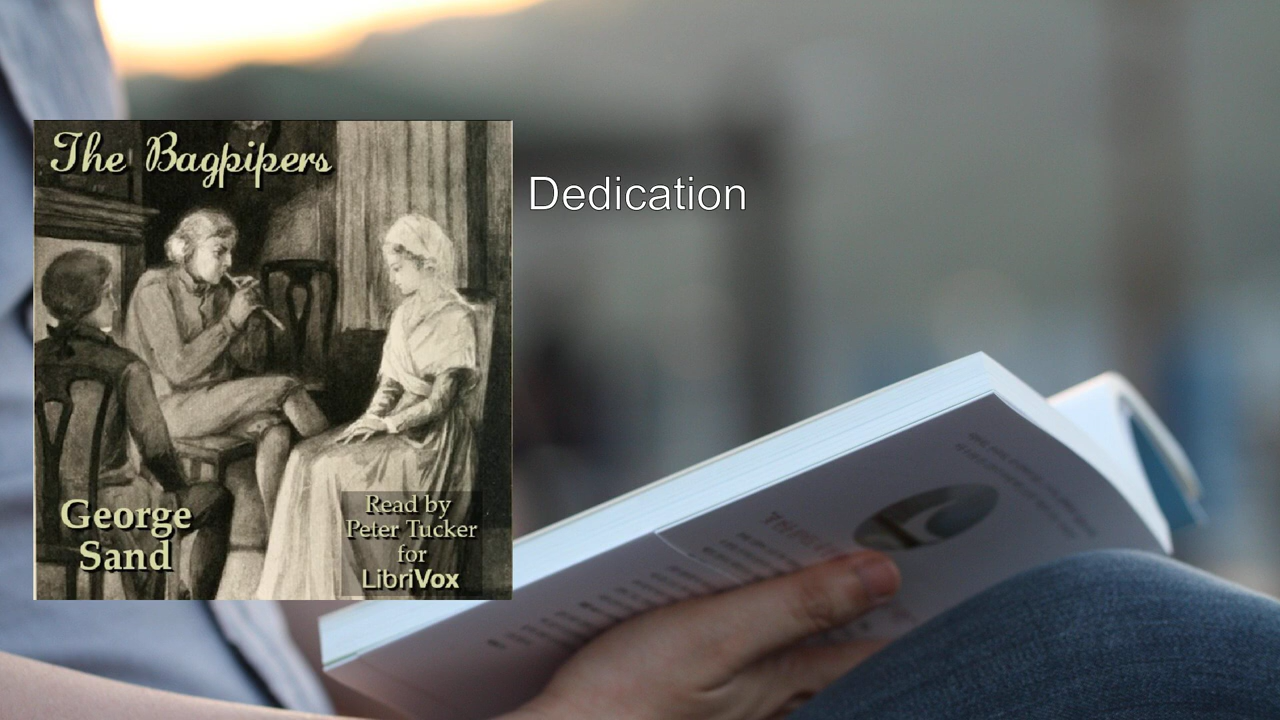 The Bagpipers
Dedication
George
Sand
Read by
Peter Tucker
for
LibriVox